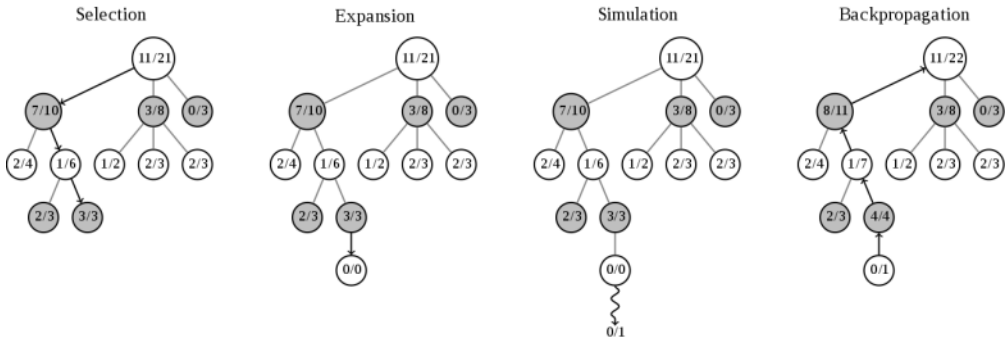 Selection Expansion Simulation Backpropagation
11/21 11/21 11/21 11/22
7/10 3/8 0/3 7/10 3/8 0/3 7/10 3/8 0/3 8/11 3/8 0/3
2/4 1/6 1/2 2/3 2/3 2/4 1/6 1/2 2/3 2/3 2/4 1/6 1/2 2/3 2/3 2/4 1/7 1/2 2/3 2/3
2/3 3/3 2/3 3/3 2/3 3/3 2/3 4/4
0/0 0/0 0/1
0/1